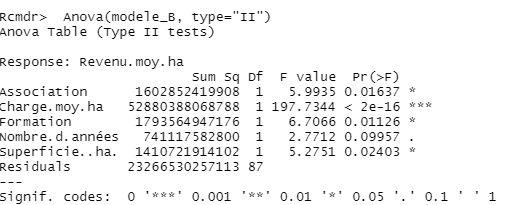 Rcmdr>  Anova(modele_B, type="II")
Anova Table (Type II tests)

Response: Revenu.moy.ha
                       Sum Sq Df  F value  Pr(>F)
Association     1602852419908  1   5.9935 0.01637 *
Charge.moy.ha  52880388068788  1 197.7344 < 2e-16 ***
Formation       1793564947176  1   6.7066 0.01126 *
Nombre.d.années  741117582800  1   2.7712 0.09957 .
Superficie..ha. 1410721914102  1   5.2751 0.02403 *
Residuals      23266530257113 87
---
Signif. codes:  0 '***' 0.001 '**' 0.01 '*' 0.05 '.' 0.1 ' ' 1